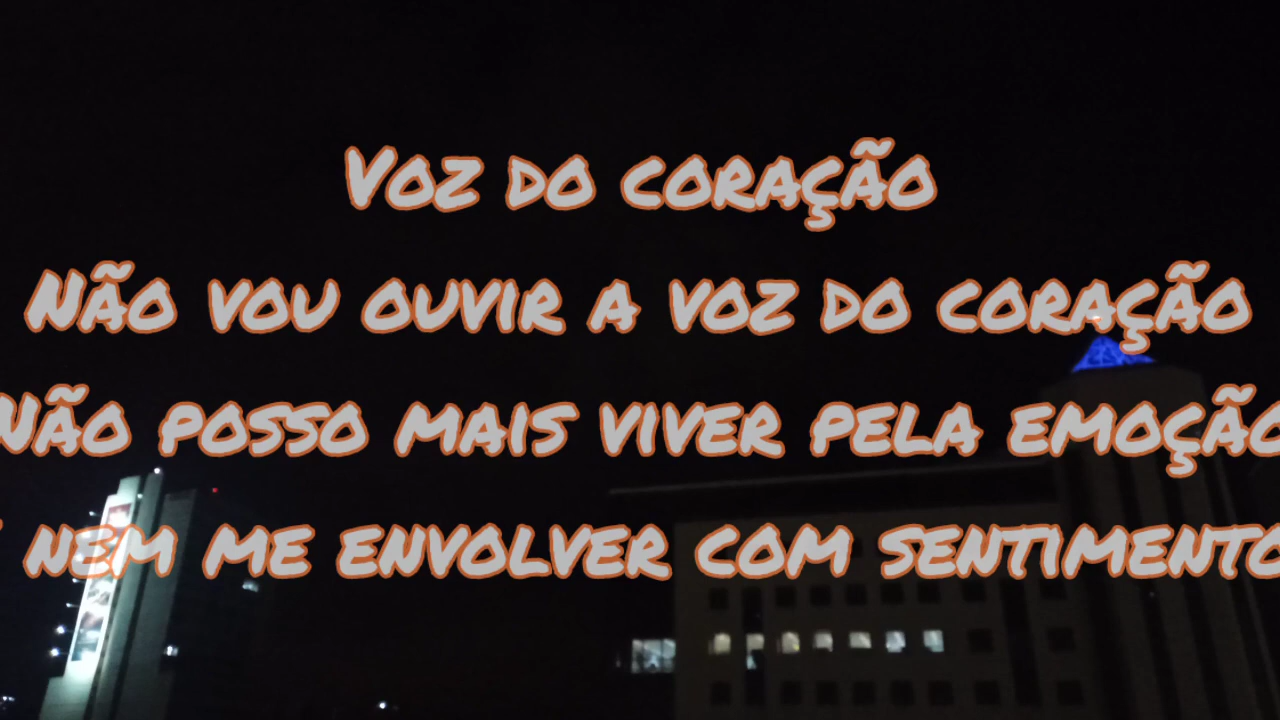 Voz do coração
Não vou ouvir a voz do coração
Não posso mais viver pela emoção
nem me envolver com sentimento